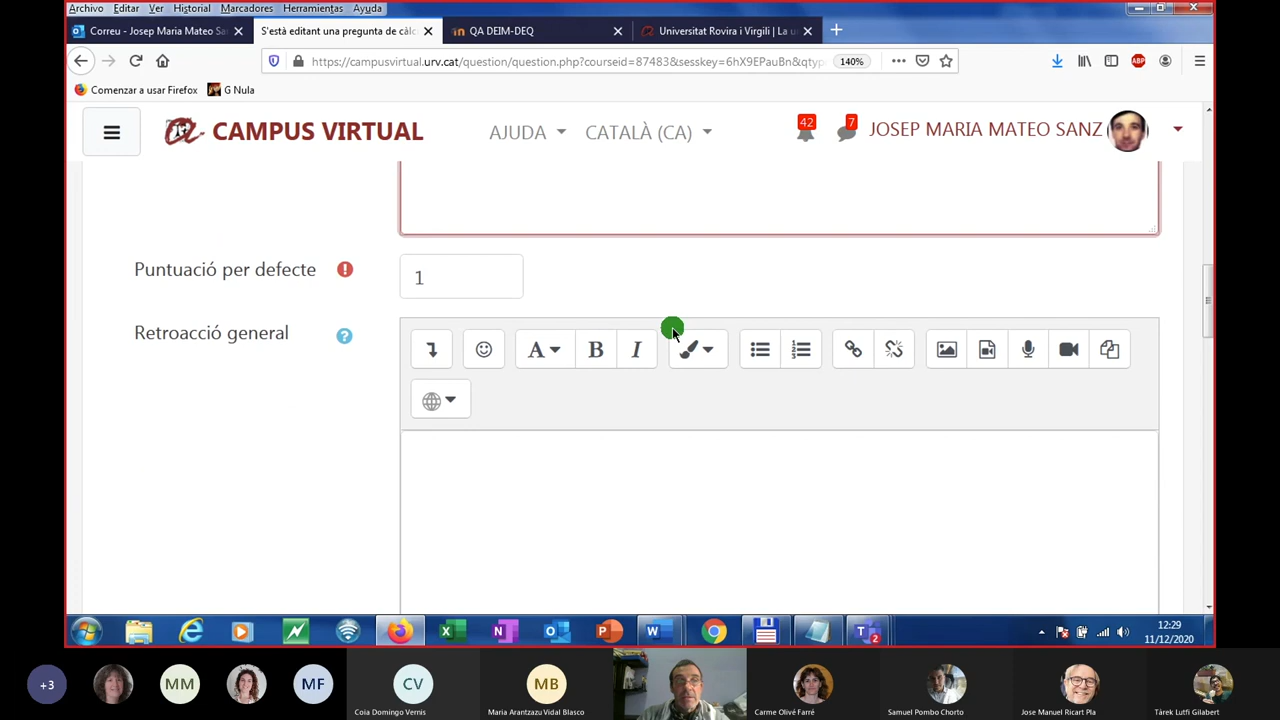 Archivo Editar Ver Historial Marcadores Herramientas Ayuda
Correu - Josep Maria Mateo Sa
S'està editant una pregunta de càlc
QA DEIM-DEQ
Universitat Rovira i Virgili | La u
https://campusvirtual.urv.cat/question/question.php?courseid=87483&sesskey=6hX9EPauBn&qtyp
140%
ABP
Comenzar a usar Firefox
G Nula
CAMPUS VIRTUAL
AJUDA
CATALÀ (CA)
42
7
JOSEP MARIA MATEO SANZ
Puntuació per defecte
1
Retroacció general
A
B
I
12:29
11/12/2020
+3
MM
MF
CV
Coia Domingo Vernis
MB
Maria Arantzazu Vidal Blasco
Carme Olivé Farré
Samuel Pombo Chorto
Jose Manuel Ricart Pla
Tárek Lutfi Gilabert